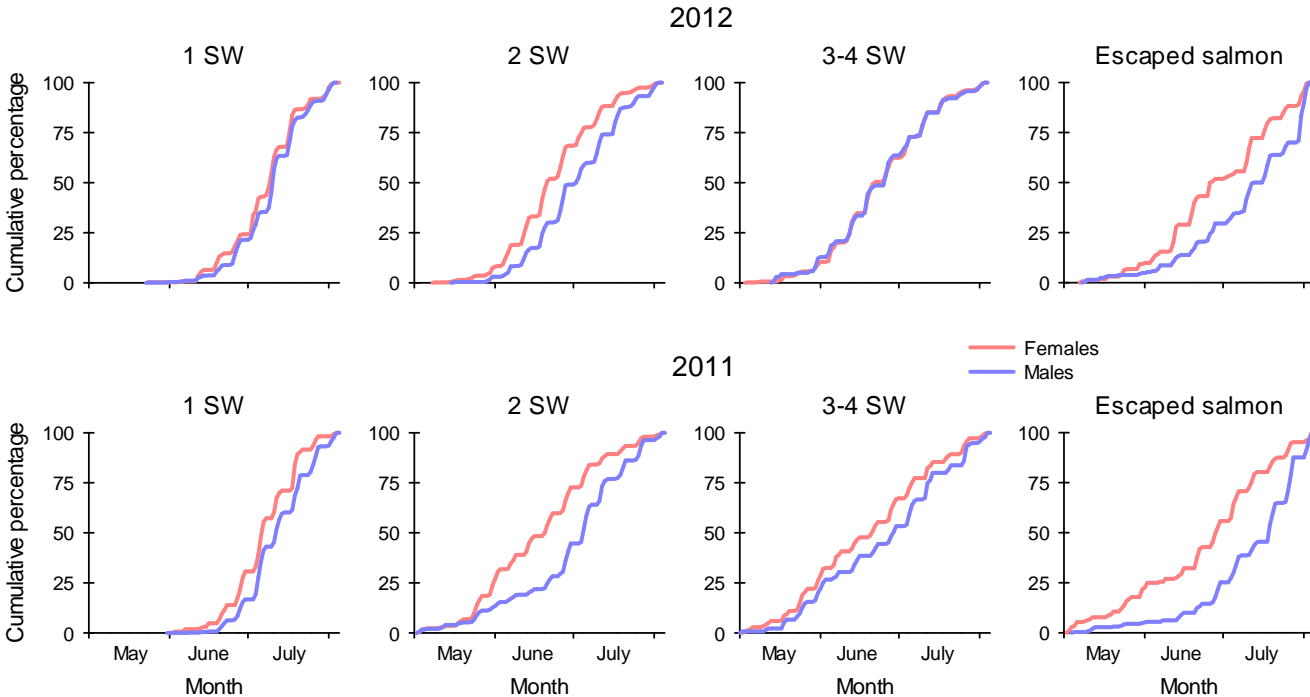 2012
1 SW
2 SW
3-4 SW
Escaped salmon
Cumulative percentage
100
75
50
25
0
100
75
50
25
0
100
75
50
25
0
100
75
50
25
0
Females
Males
2011
1 SW
2 SW
3-4 SW
Escaped salmon
Cumulative percentage
100
75
50
25
0
100
75
50
25
0
100
75
50
25
0
100
75
50
25
0
May June July
May June July
May June July
May June July
Month
Month
Month
Month